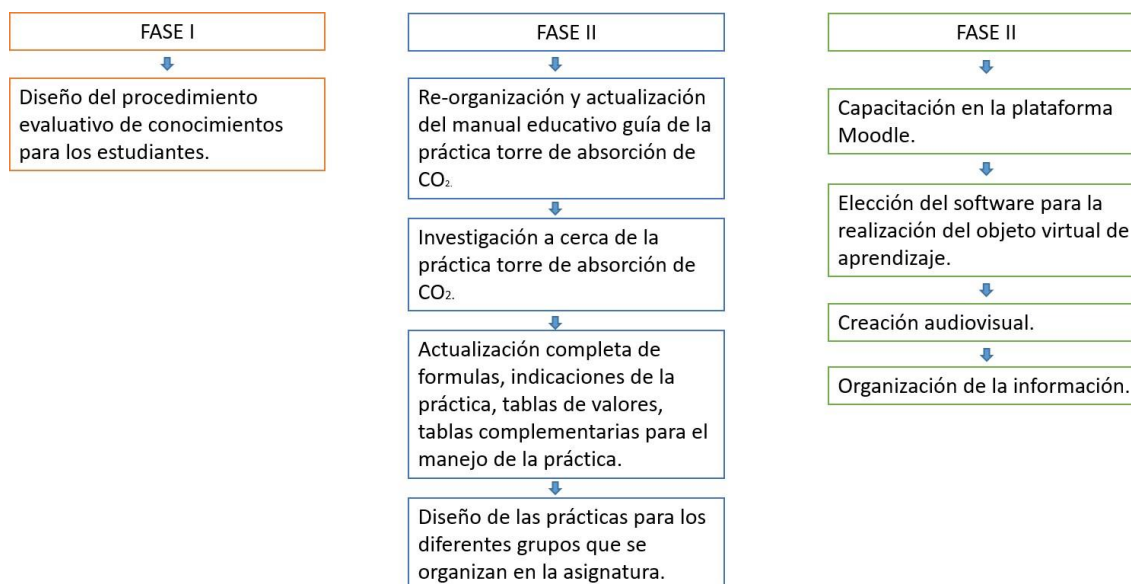 FASE I
Diseño del procedimiento
evaluativo de conocimientos
para los estudiantes.
FASE II
Re-organización y actualización
del manual educativo guía de la
práctica torre de absorción de
CO₂.
Investigación a cerca de la
práctica torre de absorción de
CO₂.
Actualización completa de
formulas, indicaciones de la
práctica, tablas de valores,
tablas complementarias para el
manejo de la práctica.
Diseño de las prácticas para los
diferentes grupos que se
organizan en la asignatura.
FASE II
Capacitación en la plataforma
Moodle.
Elección del software para la
realización del objeto virtual de
aprendizaje.
Creación audiovisual.
Organización de la información.